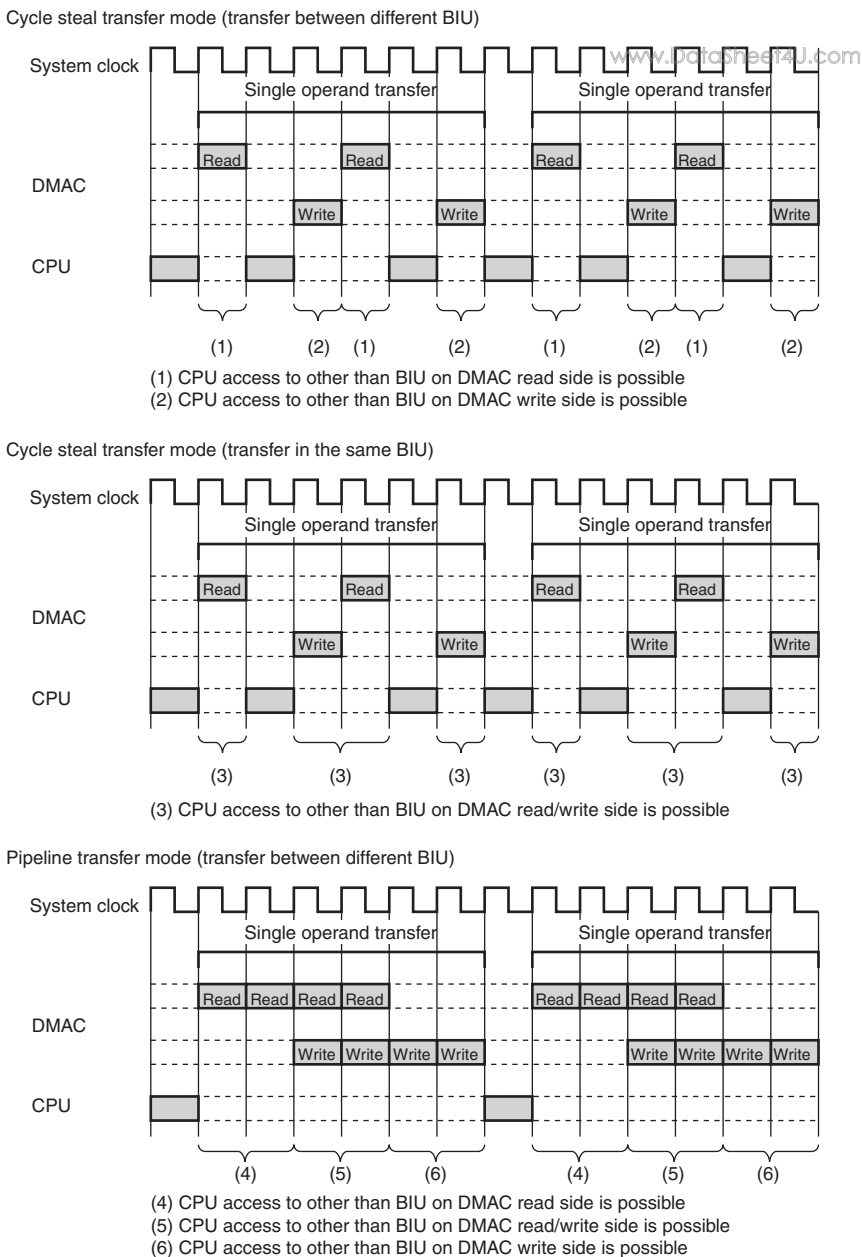 Cycle steal transfer mode (transfer between different BIU)
www.DataSheet4U.com
System clock
Single operand transfer Single operand transfer
Read Read Read Read
DMAC
Write Write Write Write
CPU
(1) (2) (1) (2) (1) (2) (1) (2)
(1) CPU access to other than BIU on DMAC read side is possible
(2) CPU access to other than BIU on DMAC write side is possible
Cycle steal transfer mode (transfer in the same BIU)
System clock
Single operand transfer Single operand transfer
Read Read Read Read
DMAC
Write Write Write Write
CPU
(3) (3) (3) (3) (3) (3)
(3) CPU access to other than BIU on DMAC read/write side is possible
Pipeline transfer mode (transfer between different BIU)
System clock
Single operand transfer Single operand transfer
Read Read Read Read Read Read Read Read
DMAC
Write Write Write Write Write Write Write Write
CPU
(4) (5) (6) (4) (5) (6)
(4) CPU access to other than BIU on DMAC read side is possible
(5) CPU access to other than BIU on DMAC read/write side is possible
(6) CPU access to other than BIU on DMAC write side is possible